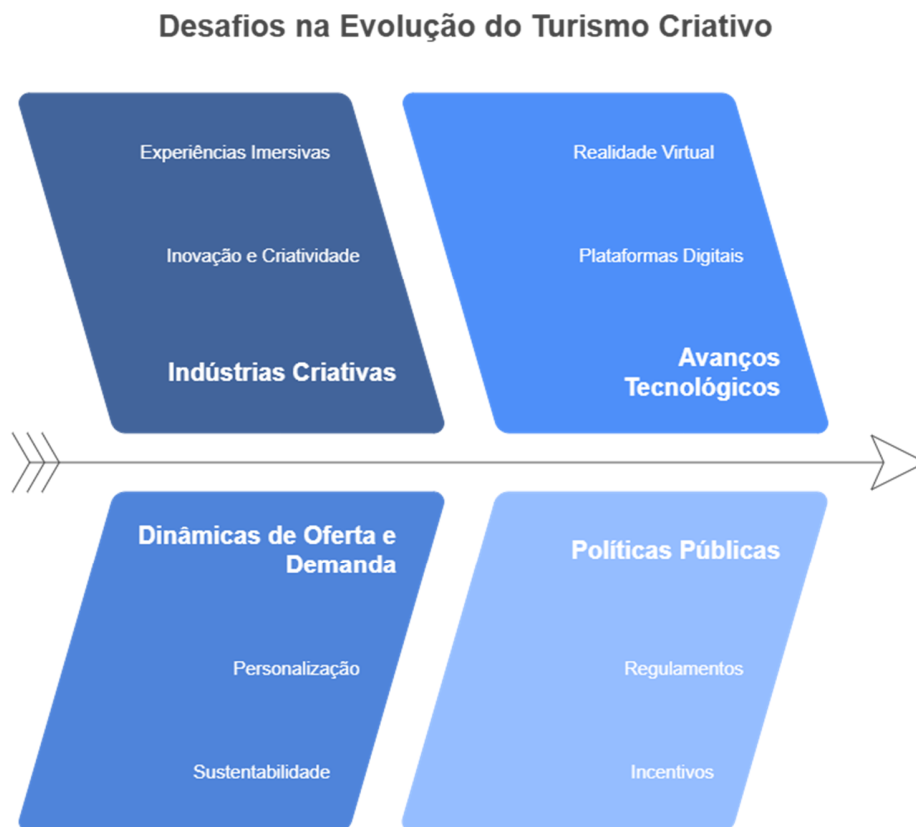 Desafios na Evolução do Turismo Criativo
Experiências Imersivas
Inovação e Criatividade
Indústrias Criativas
Realidade Virtual
Plataformas Digitais
Avanços
Tecnológicos
Dinâmicas de Oferta e
Demanda
Personalização
Sustentabilidade
Políticas Públicas
Regulamentos
Incentivos